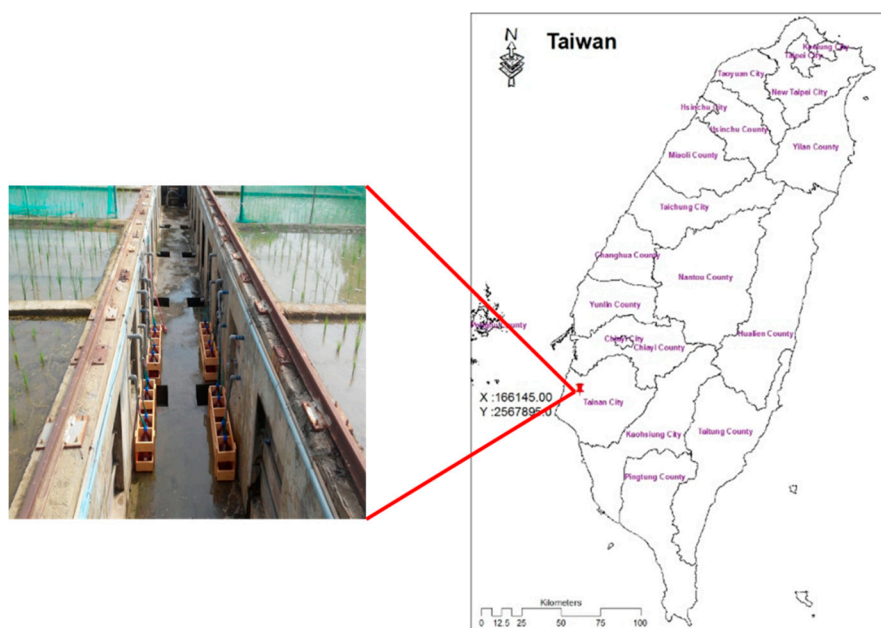 N
Taiwan
Keelung City
Taipei City
Taoyuan City
New Taipei City
Hsinchu City
Hsinchu County
Yilan County
Miaoli County
Taichung City
Changhua County
Nantou County
Yunlin County
Hualien County
Chiayi City
Chiayi County
X :166145.00
Y :2567895.0
Tainan City
Kaohsiung City
Taitung County
Pingtung County
Kilometers
0 12.5 25 50 75 100